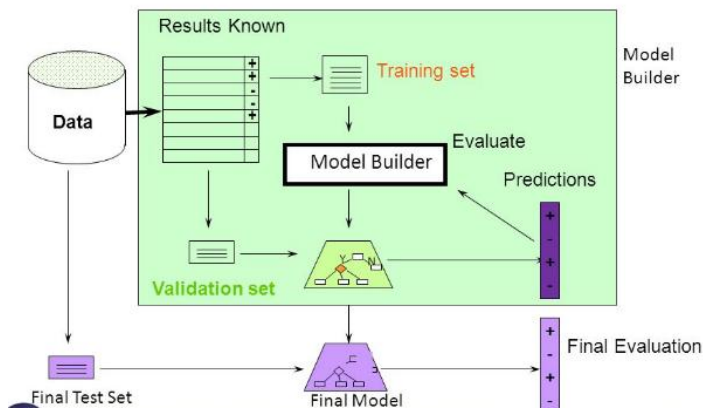 Results Known
+
+
-
-
+
Training set
Model
Builder
Data
Model Builder
Evaluate
Predictions
+
-
+
-
Y
N
Validation set
+
-
+
-
Final Evaluation
Final Test Set
Final Model